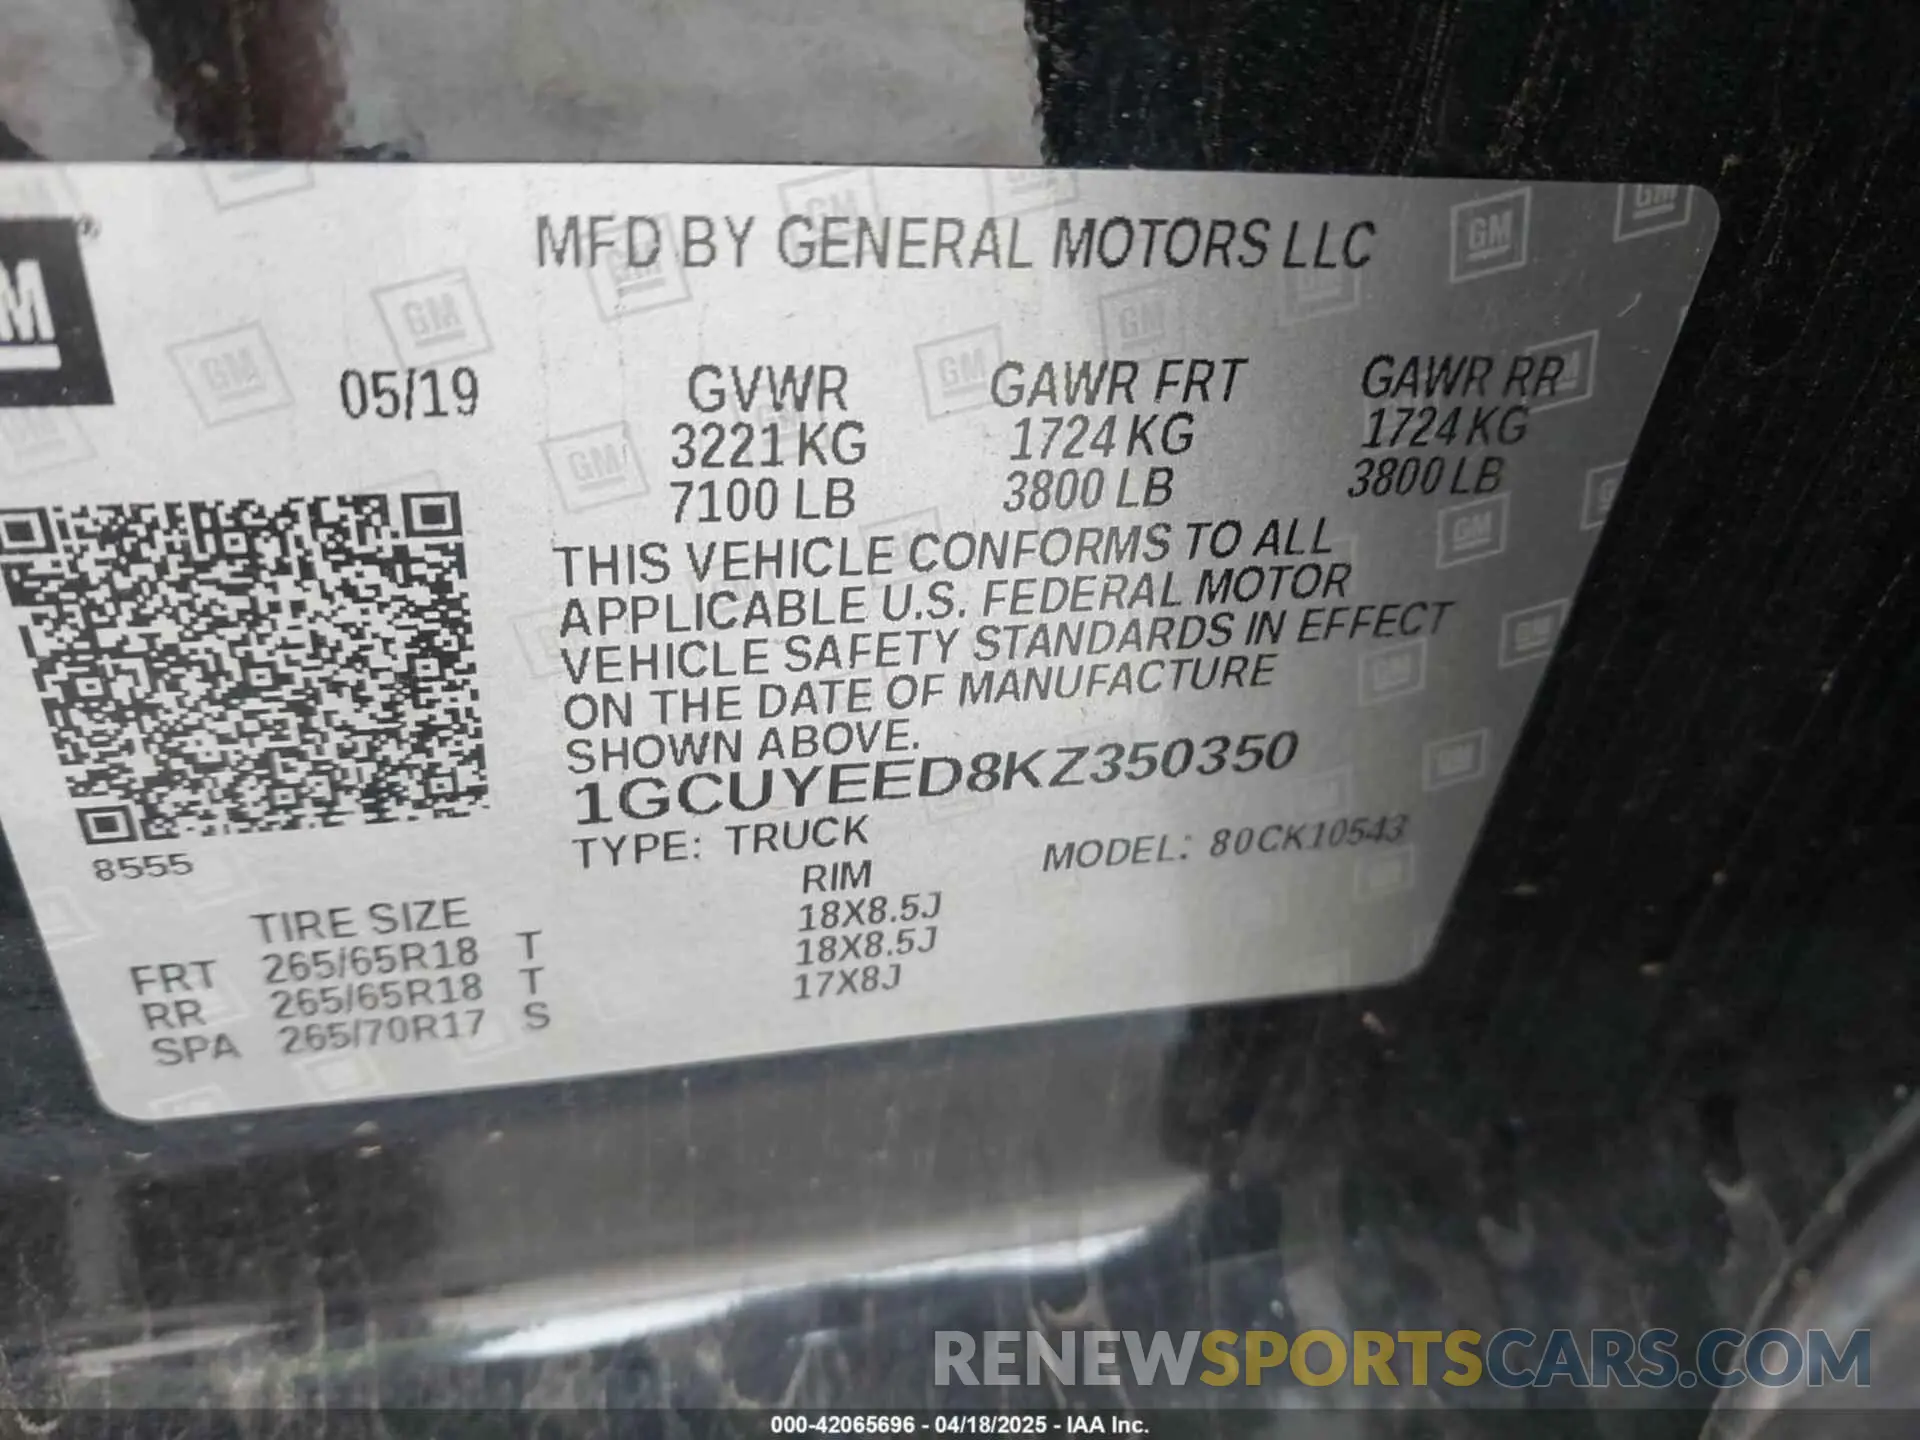 MFD BY GENERAL MOTORS LLC
GM
05/19 GVWR GAWR FRT GAWR RR
3221 KG 1724 KG 1724 KG
7100 LB 3800 LB 3800 LB
THIS VEHICLE CONFORMS TO ALL
APPLICABLE U.S. FEDERAL MOTOR
VEHICLE SAFETY STANDARDS IN EFFECT
ON THE DATE OF MANUFACTURE
SHOWN ABOVE.
1GCUYEED8KZ350350
8555
TYPE: TRUCK MODEL: 80CK10543
TIRE SIZE RIM
FRT 265/65R18 T 18X8.5J
RR 265/65R18 T 18X8.5J
SPA 265/70R17 S 17X8J
RENEWSPORTSCARS.COM
000-42065696 - 04/18/2025 - IAA Inc.